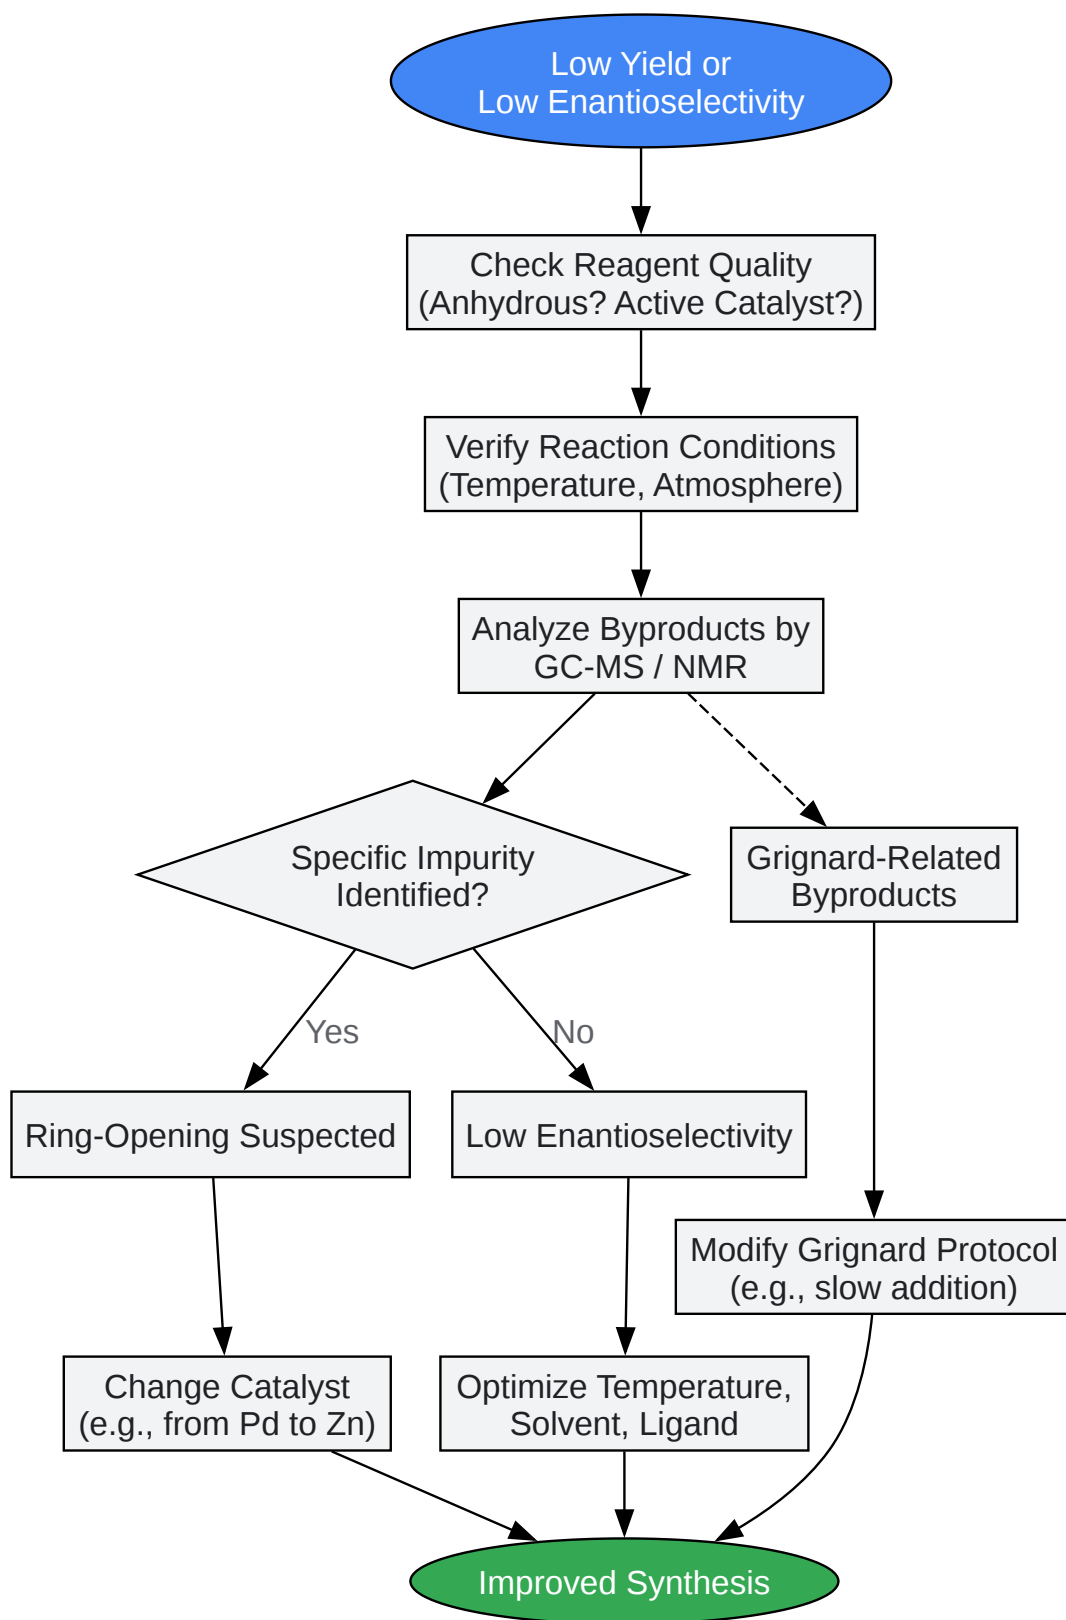 Low Yield or
Low Enantioselectivity
Check Reagent Quality
(Anhydrous? Active Catalyst?)
Verify Reaction Conditions
(Temperature, Atmosphere)
Analyze Byproducts by
GC-MS / NMR
Specific Impurity
Identified?
Grignard-Related
Byproducts
Yes
No
Ring-Opening Suspected
Low Enantioselectivity
Modify Grignard Protocol
(e.g., slow addition)
Change Catalyst
(e.g., from Pd to Zn)
Optimize Temperature,
Solvent, Ligand
Improved Synthesis